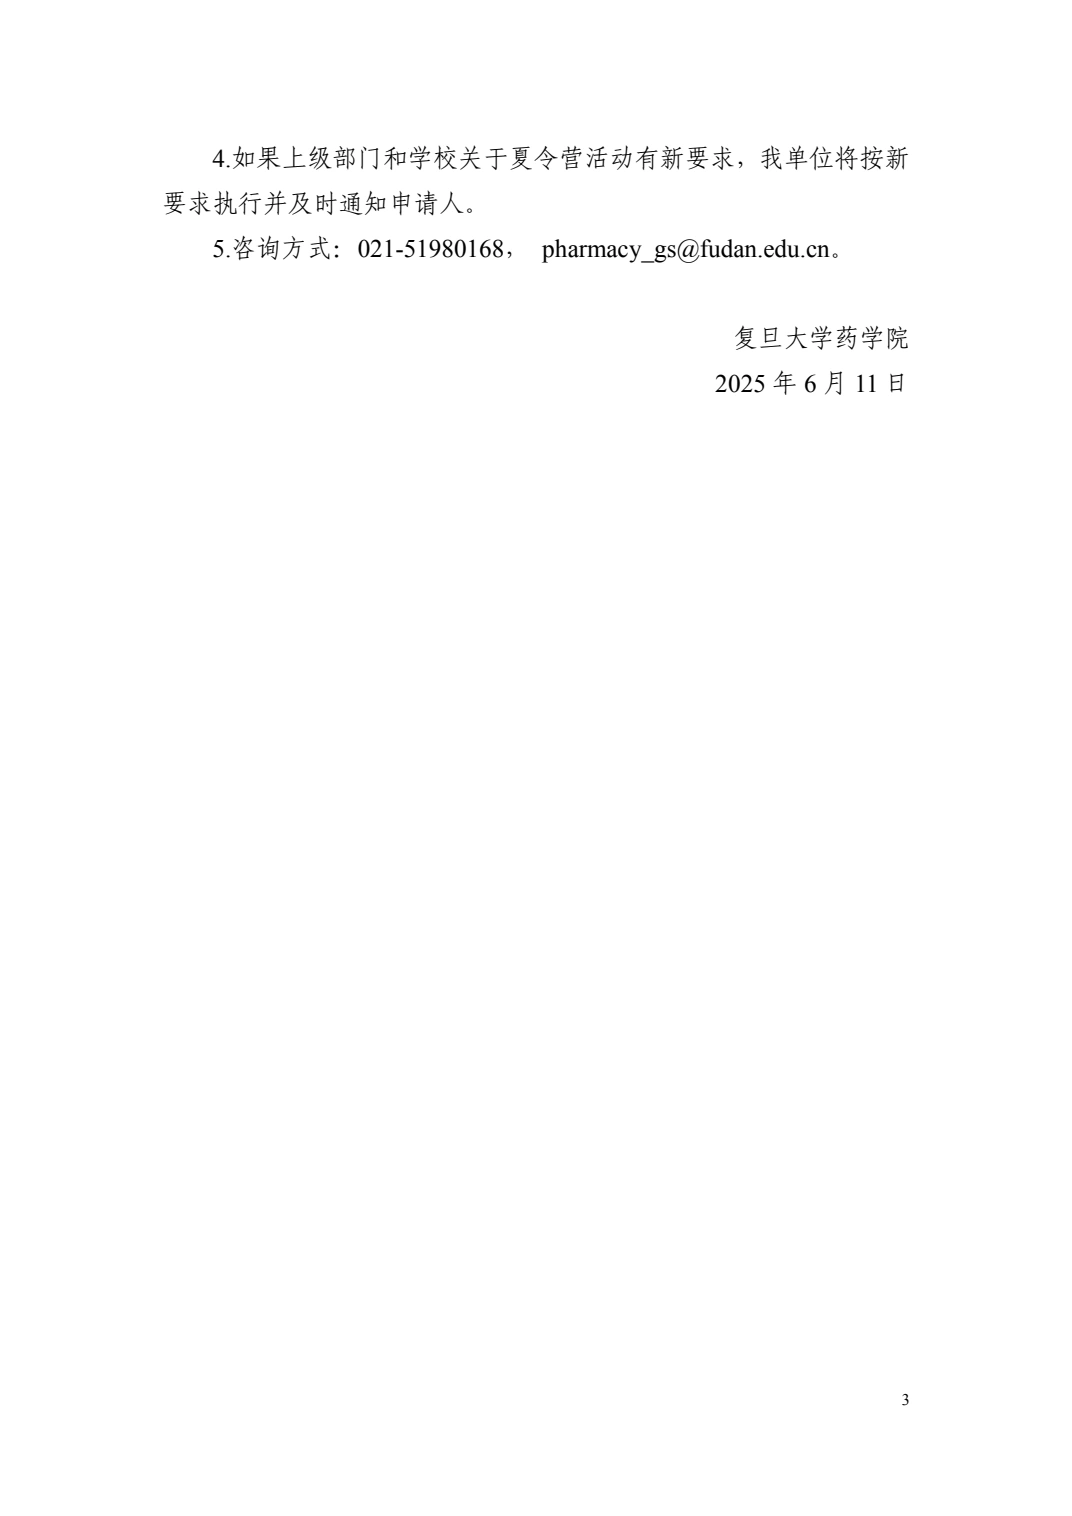 4.如果上级部门和学校关于夏令营活动有新要求，我单位将按新
要求执行并及时通知申请人。
5.咨询方式：021-51980168， pharmacy_gs@fudan.edu.cn。
复旦大学药学院
2025 年 6 月 11 日
3